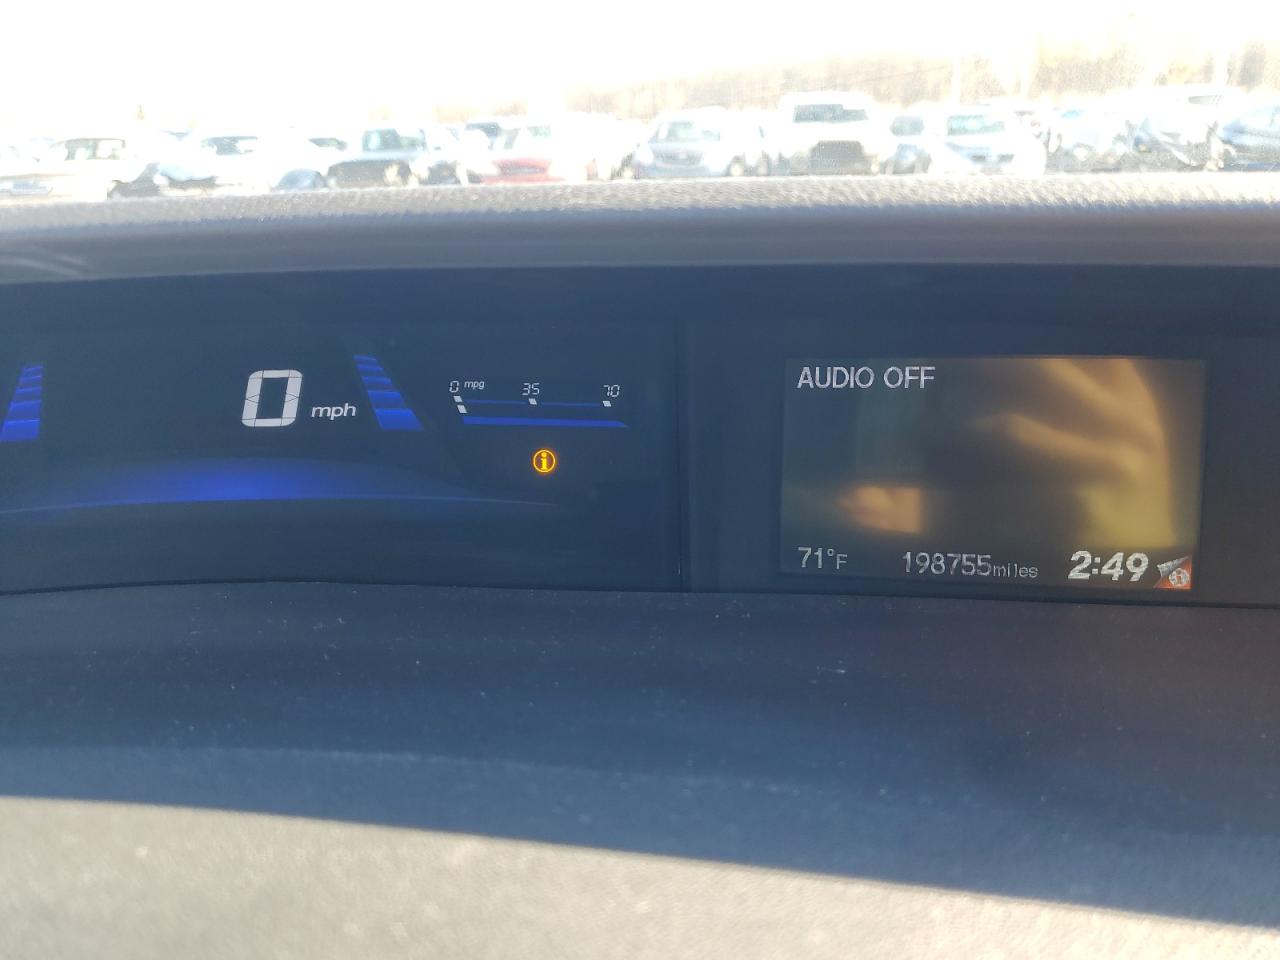 0 mph
0 mpg 35 70
i
AUDIO OFF
71°F 198755miles 2:49